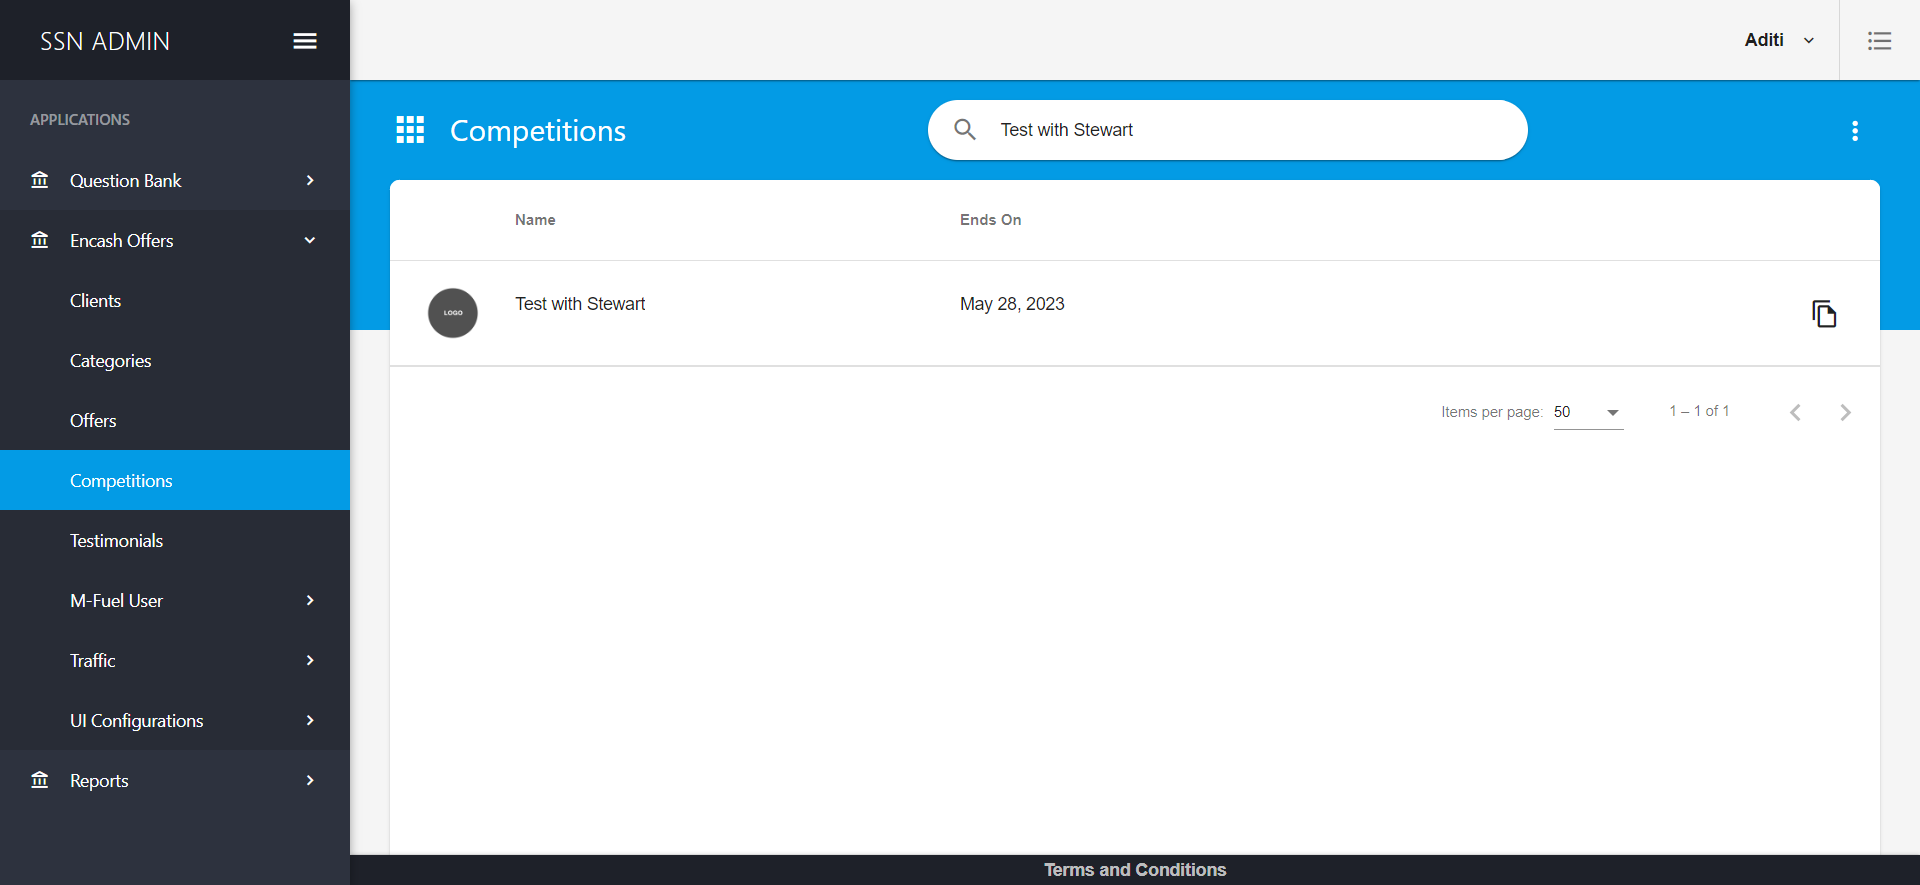 SSN ADMIN
Aditi
APPLICATIONS
Question Bank
Encash Offers
Clients
Categories
Offers
Competitions
Testimonials
M-Fuel User
Traffic
UI Configurations
Reports
Competitions
Test with Stewart
Name Ends On
LOGO Test with Stewart May 28, 2023
Items per page: 50 1 – 1 of 1
Terms and Conditions